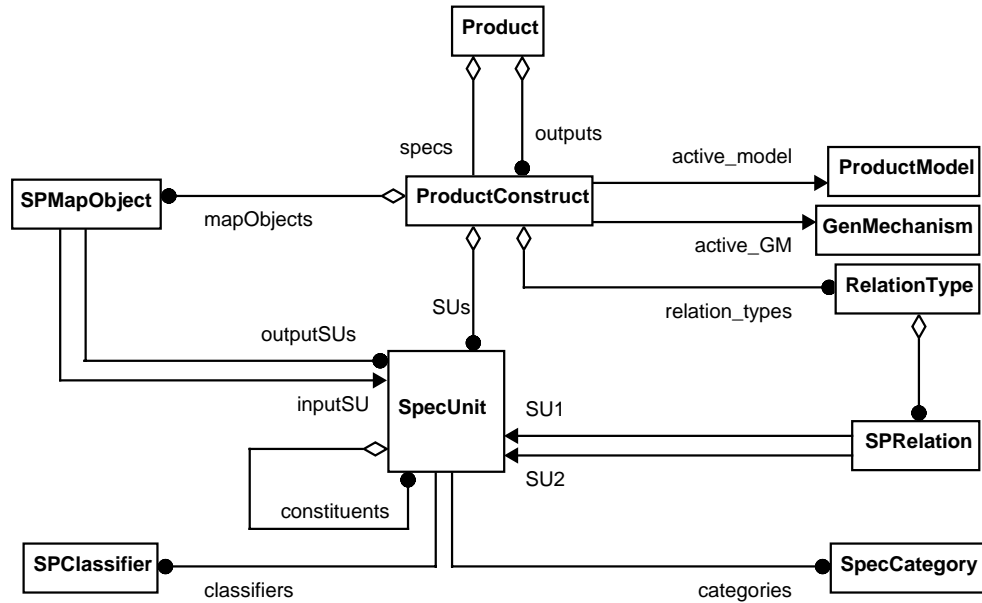 Product
specs
outputs
active_model
ProductModel
SPMapObject
mapObjects
ProductConstruct
GenMechanism
active_GM
RelationType
SUs
relation_types
outputSUs
inputSU
SpecUnit
SU1
SPRelation
SU2
constituents
SPClassifier
classifiers
categories
SpecCategory